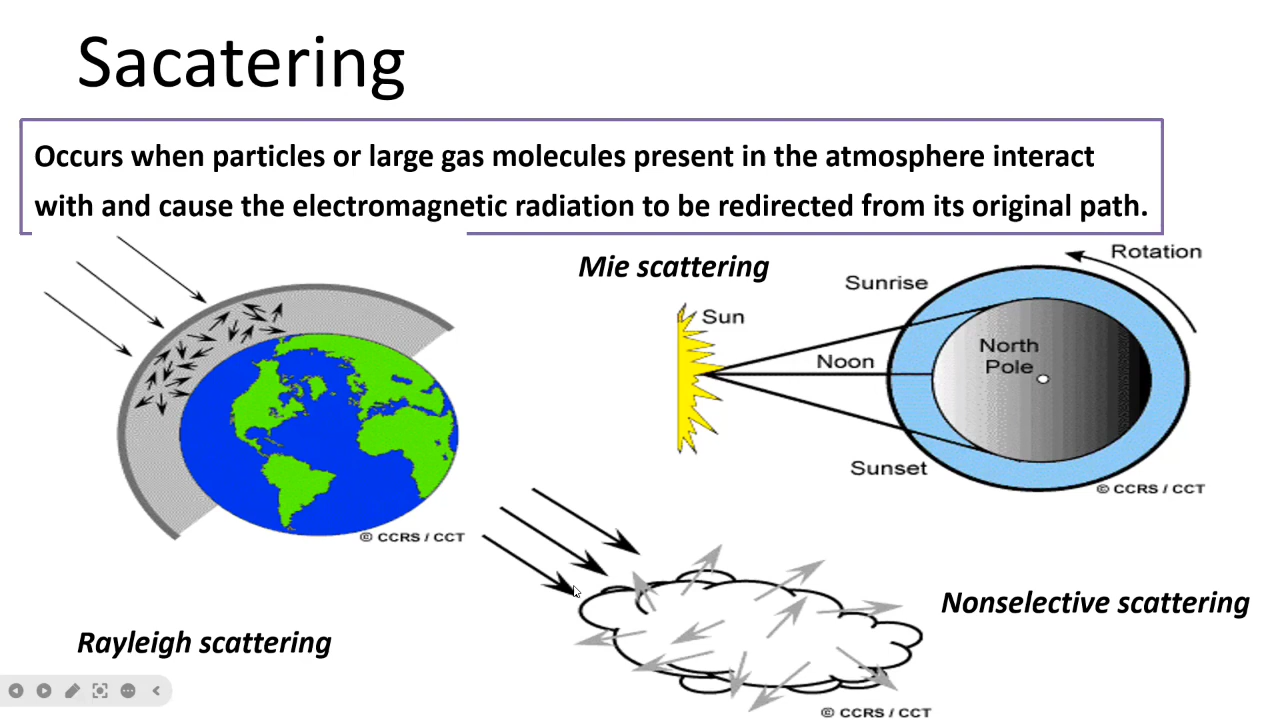 Sacatering
Occurs when particles or large gas molecules present in the atmosphere interact
with and cause the electromagnetic radiation to be redirected from its original path.
Mie scattering
Rotation
Sunrise
Sun
North
Pole
Noon
Sunset
© CCRS / CCT
© CCRS / CCT
Rayleigh scattering
Nonselective scattering
© CCRS / CCT